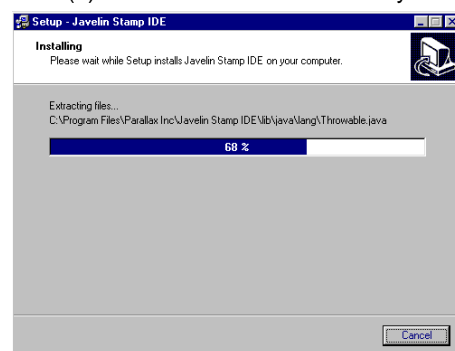 Setup - Javelin Stamp IDE
Installing
Please wait while Setup installs Javelin Stamp IDE on your computer.
Extracting files...
C:\Program Files\Parallax Inc\Javelin Stamp IDE\lib\java\lang\Throwable.java
68 %
Cancel